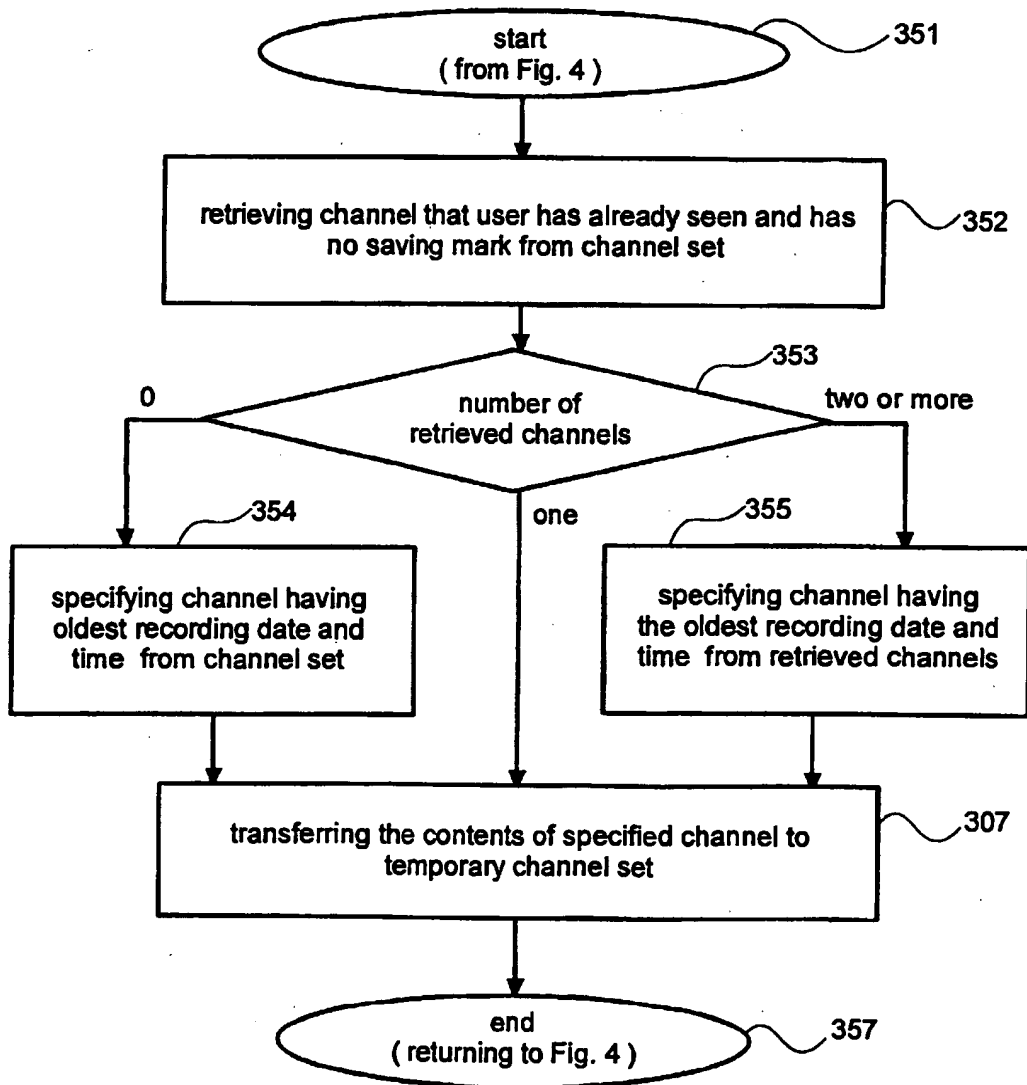 start
( from Fig. 4 )
351
retrieving channel that user has already seen and has
no saving mark from channel set
352
353
0
number of
retrieved channels
two or more
354
one
355
specifying channel having
oldest recording date and
time from channel set
specifying channel having
the oldest recording date and
time from retrieved channels
transferring the contents of specified channel to
temporary channel set
307
end
( returning to Fig. 4 )
357